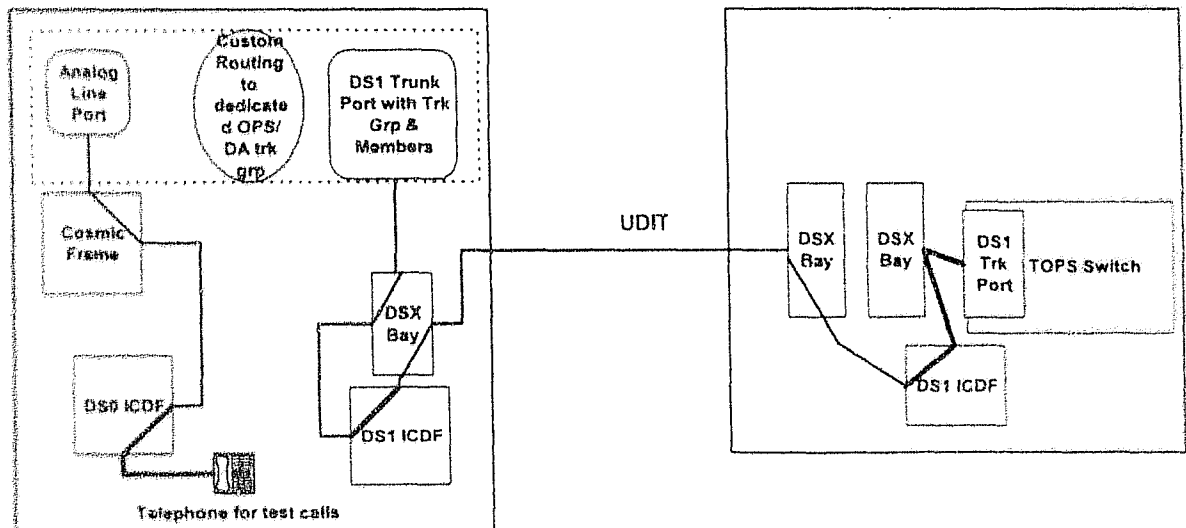 Analog
Line
Port
Custom
Routing
to
dedicate
d OPS/
DA trk
grp
DS1 Trunk
Port with Trk
Grp &
Members
Cosmic
Frame
DSX
Bay
DS0 ICDF
DS1 ICDF
Telephone for test calls
UDIT
DSX
Bay
DSX
Bay
DS1
Trk
Port
TOPS Switch
DS1 ICDF